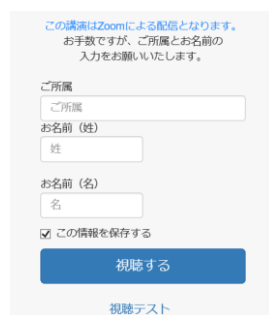 この講演はZoomによる配信となります。
お手数ですが、ご所属とお名前の
入力をお願いいたします。
ご所属
ご所属
お名前（姓）
姓
お名前（名）
名
この情報を保存する
視聴する
視聴テスト